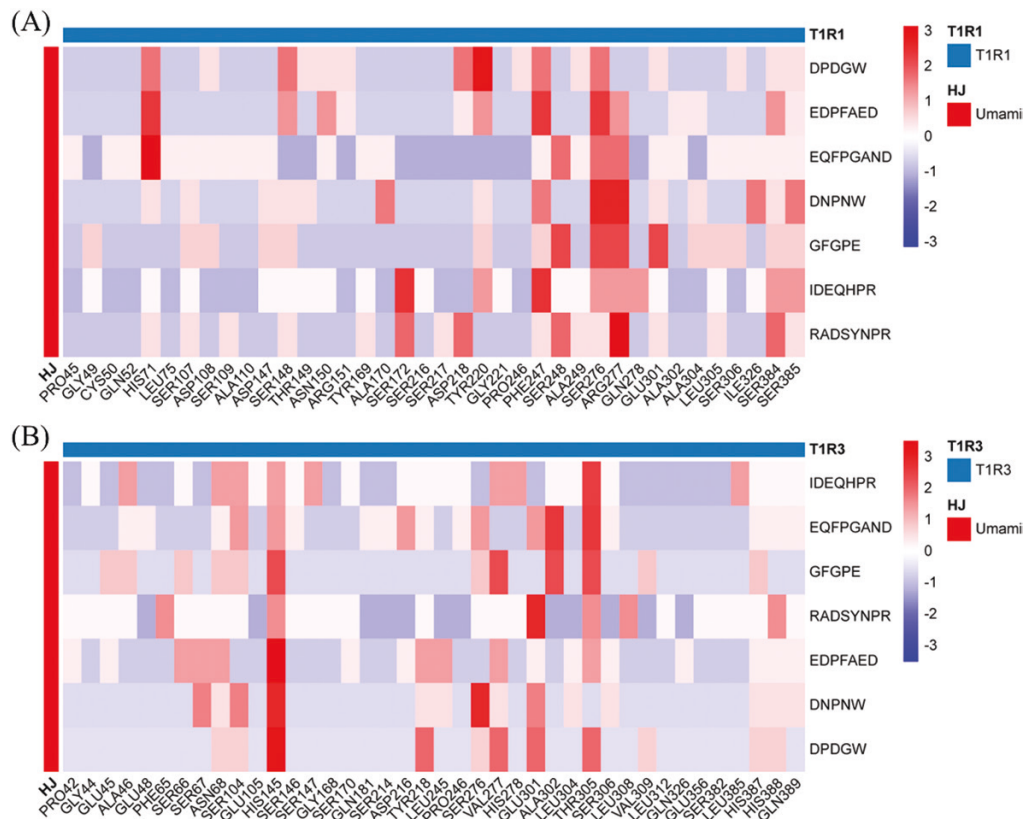 (A)
T1R1
DPDGW
EDPFAED
EQFPGAND
DNPNW
GFGPE
IDEQHPR
RADSYNPR
3
2
1
0
-1
-2
-3
T1R1
T1R1
HJ
Umami
HJ
PRO45
GLY49
CYS50
GLN52
HIS71
LEU75
SER107
ASP108
SER109
ALA110
ASP147
SER148
THR149
ASN150
ARG151
TYR169
ALA170
SER172
SER216
SER217
ASP218
TYR220
GLY221
PRO246
PHE247
SER248
ALA249
SER276
ARG277
GLN278
GLU301
ALA302
ALA304
LEU305
SER306
ILE326
SER384
SER385
(B)
T1R3
IDEQHPR
EQFPGAND
GFGPE
RADSYNPR
EDPFAED
DNPNW
DPDGW
3
2
1
0
-1
-2
-3
T1R3
T1R3
HJ
Umami
HJ
PRO42
GLY44
GLU45
ALA46
GLU48
PHE65
SER66
SER67
ASN68
SER104
GLU105
HIS145
SER146
SER147
GLY168
SER170
GLN181
SER214
ASP216
TYR218
LEU245
PRO246
SER276
VAL277
HIS278
GLU301
ALA302
LEU304
THR305
SER306
LEU308
VAL309
LEU312
GLN326
GLU356
SER382
LEU385
HIS387
HIS388
GLN389